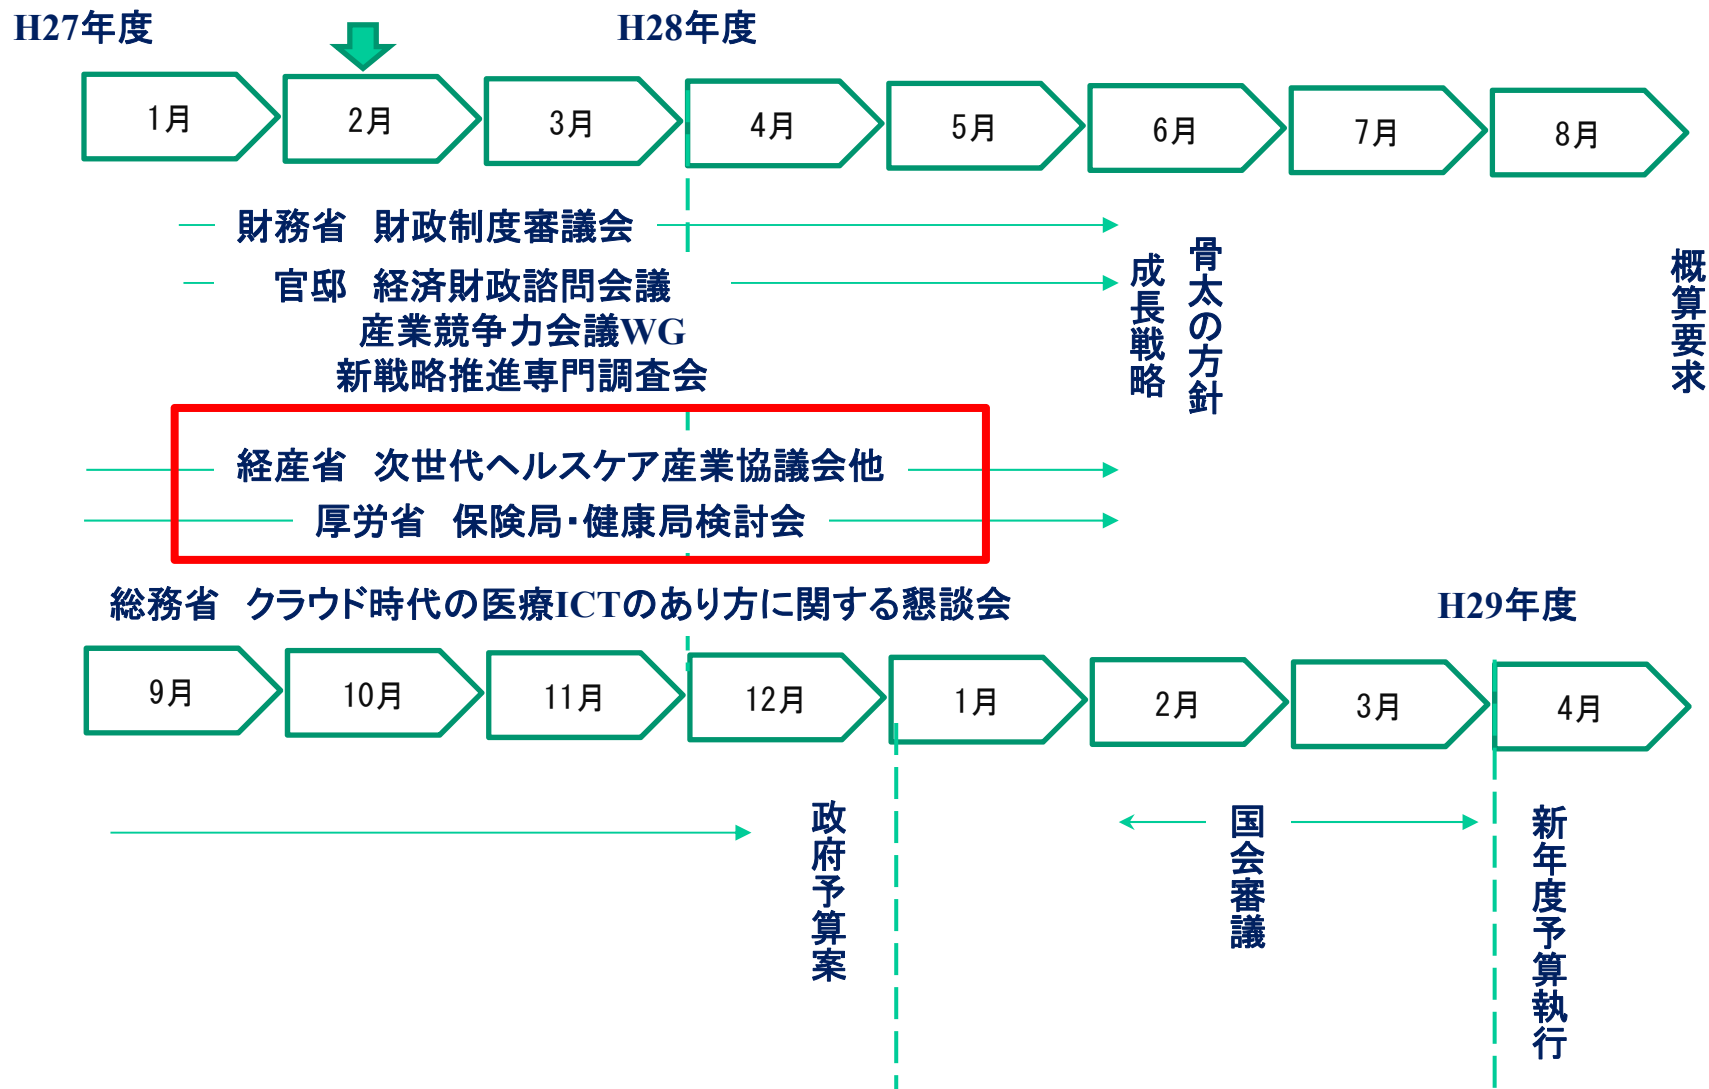 H27年度
H28年度
1月
2月
3月
4月
5月
6月
7月
8月
財務省　財政制度審議会
官邸　経済財政諮問会議
産業競争力会議WG
新戦略推進専門調査会
成長戦略
骨太の方針
概算要求
経産省　次世代ヘルスケア産業協議会他
厚労省　保険局・健康局検討会
総務省　クラウド時代の医療ICTのあり方に関する懇談会
H29年度
9月
10月
11月
12月
1月
2月
3月
4月
政府予算案
国会審議
新年度予算執行